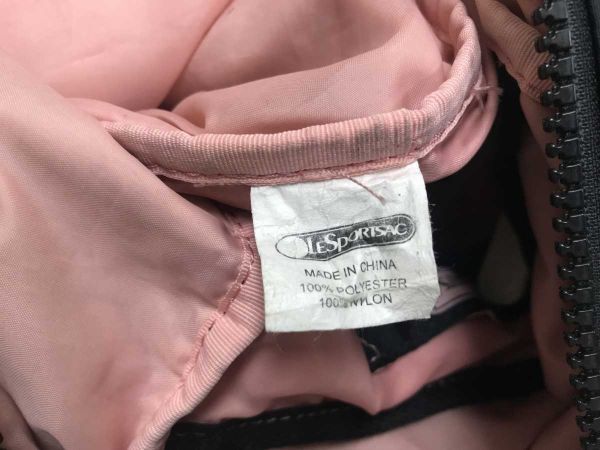 LeSportsac
MADE IN CHINA
100% POLYESTER
100% NYLON